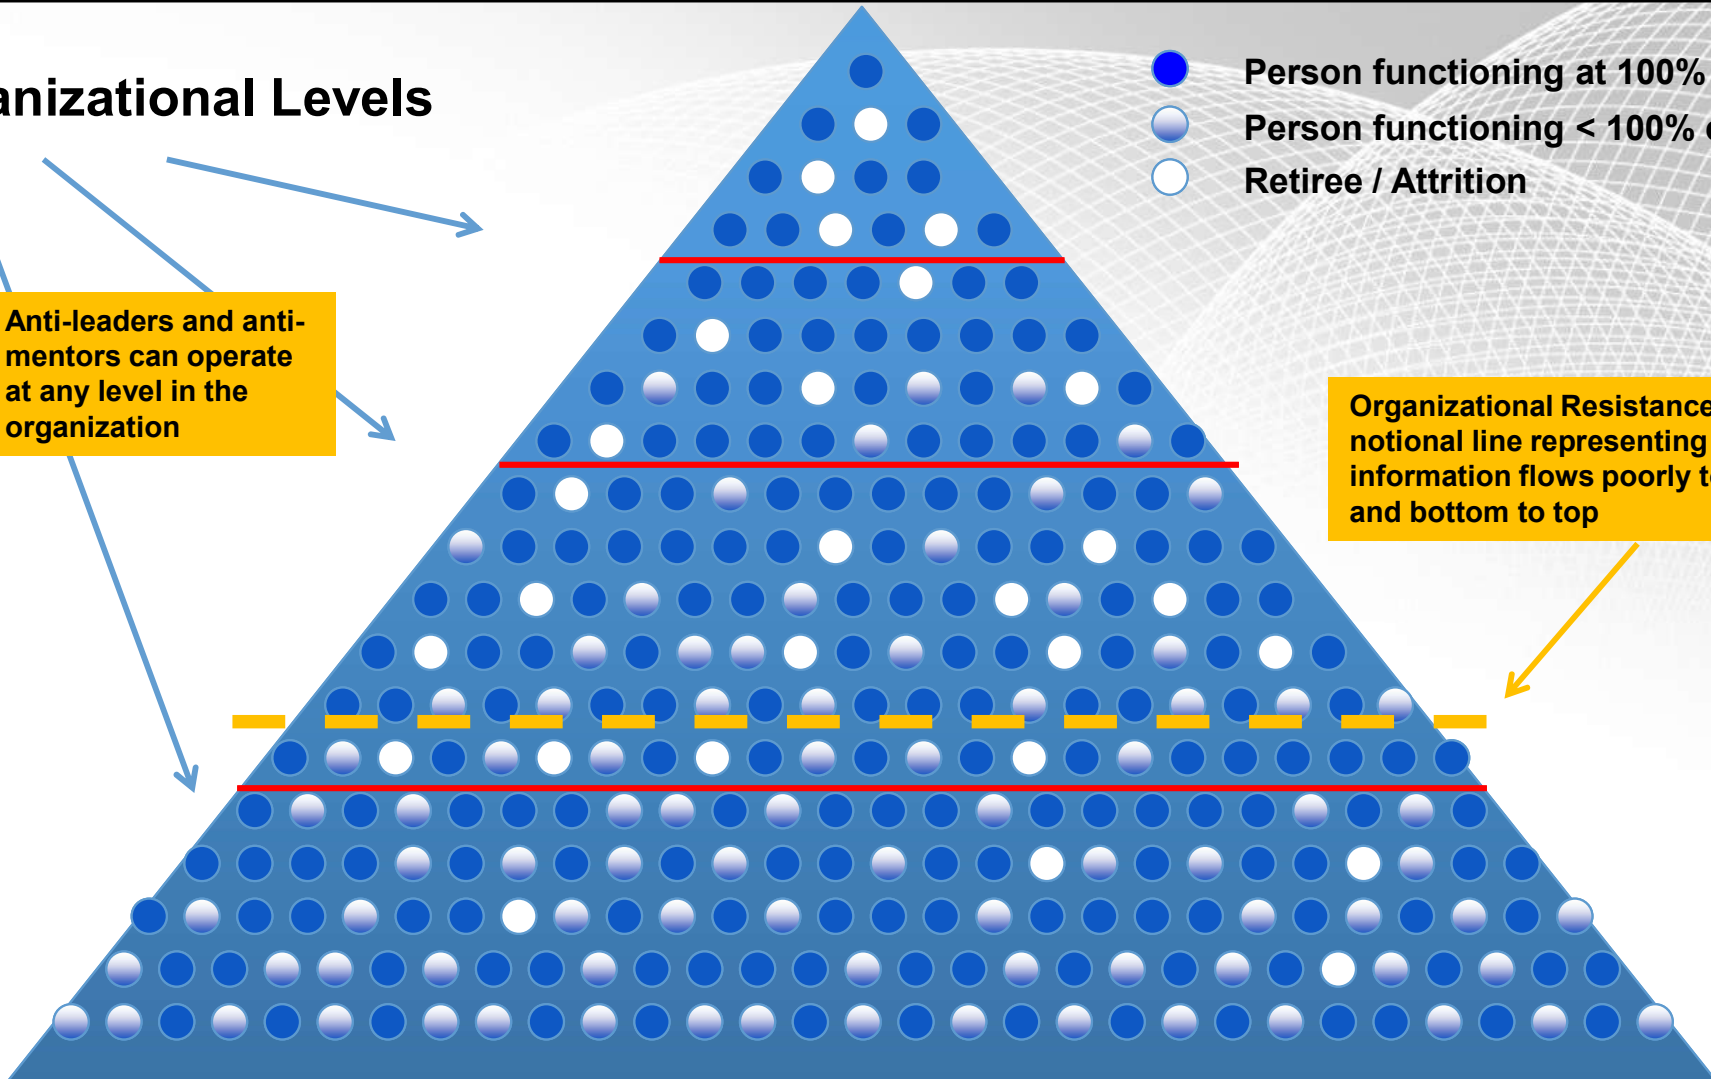 anizational Levels
Person functioning at 100%
Person functioning < 100%
Retiree / Attrition
Anti-leaders and anti-
mentors can operate
at any level in the
organization
Organizational Resistance
notional line representing
information flows poorly
and bottom to top